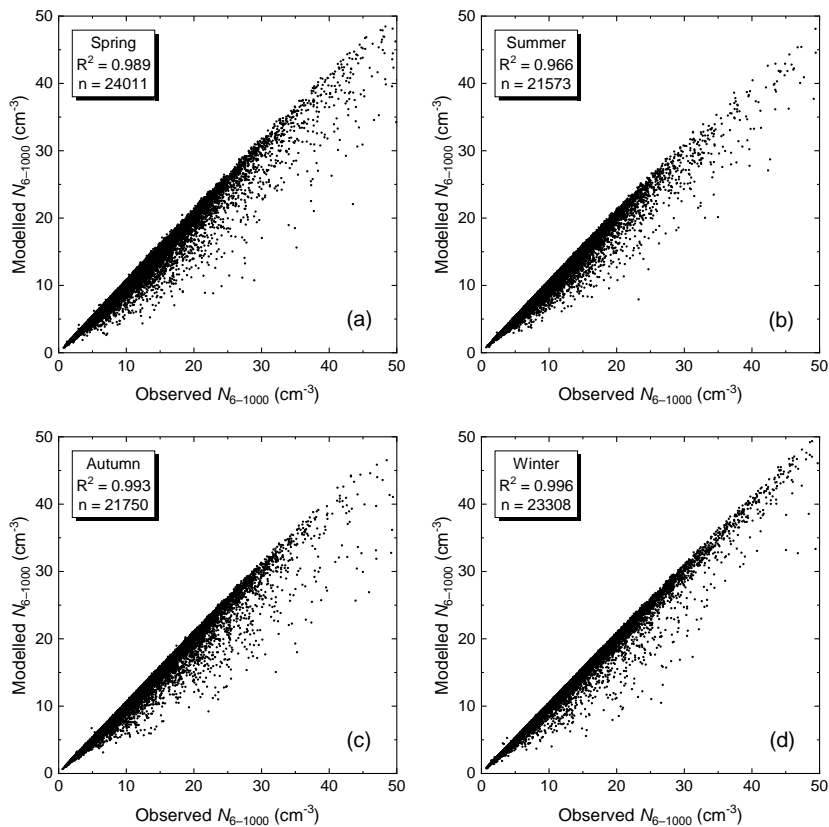 Spring
R² = 0.989
n = 24011
50
40
30
20
10
0
Modelled N6–1000 (cm-3)
(a)
0 10 20 30 40 50
Observed N6–1000 (cm-3)
Summer
R² = 0.966
n = 21573
50
40
30
20
10
0
Modelled N6–1000 (cm-3)
(b)
0 10 20 30 40 50
Observed N6–1000 (cm-3)
Autumn
R² = 0.993
n = 21750
50
40
30
20
10
0
Modelled N6–1000 (cm-3)
(c)
0 10 20 30 40 50
Observed N6–1000 (cm-3)
Winter
R² = 0.996
n = 23308
50
40
30
20
10
0
Modelled N6–1000 (cm-3)
(d)
0 10 20 30 40 50
Observed N6–1000 (cm-3)